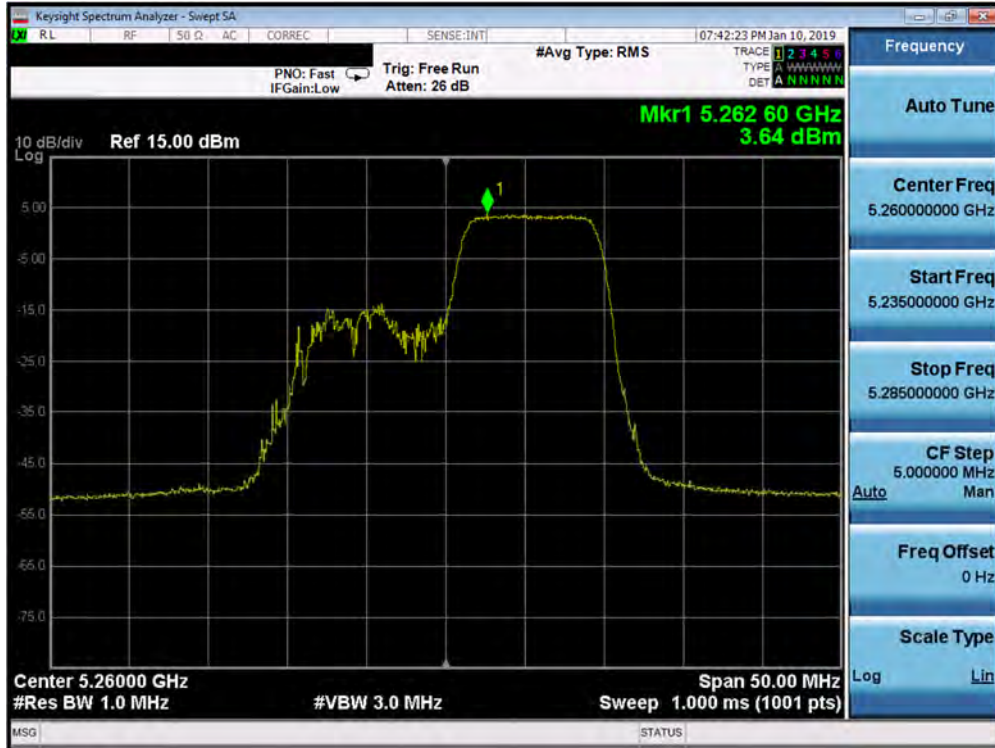 Keysight Spectrum Analyzer - Swept SA
LXI RL RF 50 Ω AC CORREC SENSE:INT 07:42:23 PM Jan 10, 2019
#Avg Type: RMS TRACE 1 2 3 4 5 6
PNO: Fast Trig: Free Run TYPE A WWWWW
IFGain:Low Atten: 26 dB DET A N N N N N
Mkr1 5.262 60 GHz
3.64 dBm
10 dB/div Ref 15.00 dBm
Log
1
5.00
-5.00
-15.0
-25.0
-35.0
-45.0
-55.0
-65.0
-75.0
Center 5.26000 GHz Span 50.00 MHz
#Res BW 1.0 MHz #VBW 3.0 MHz Sweep 1.000 ms (1001 pts)
MSG STATUS
Frequency
Auto Tune
Center Freq
5.260000000 GHz
Start Freq
5.235000000 GHz
Stop Freq
5.285000000 GHz
CF Step
5.000000 MHz
Auto Man
Freq Offset
0 Hz
Scale Type
Log Lin